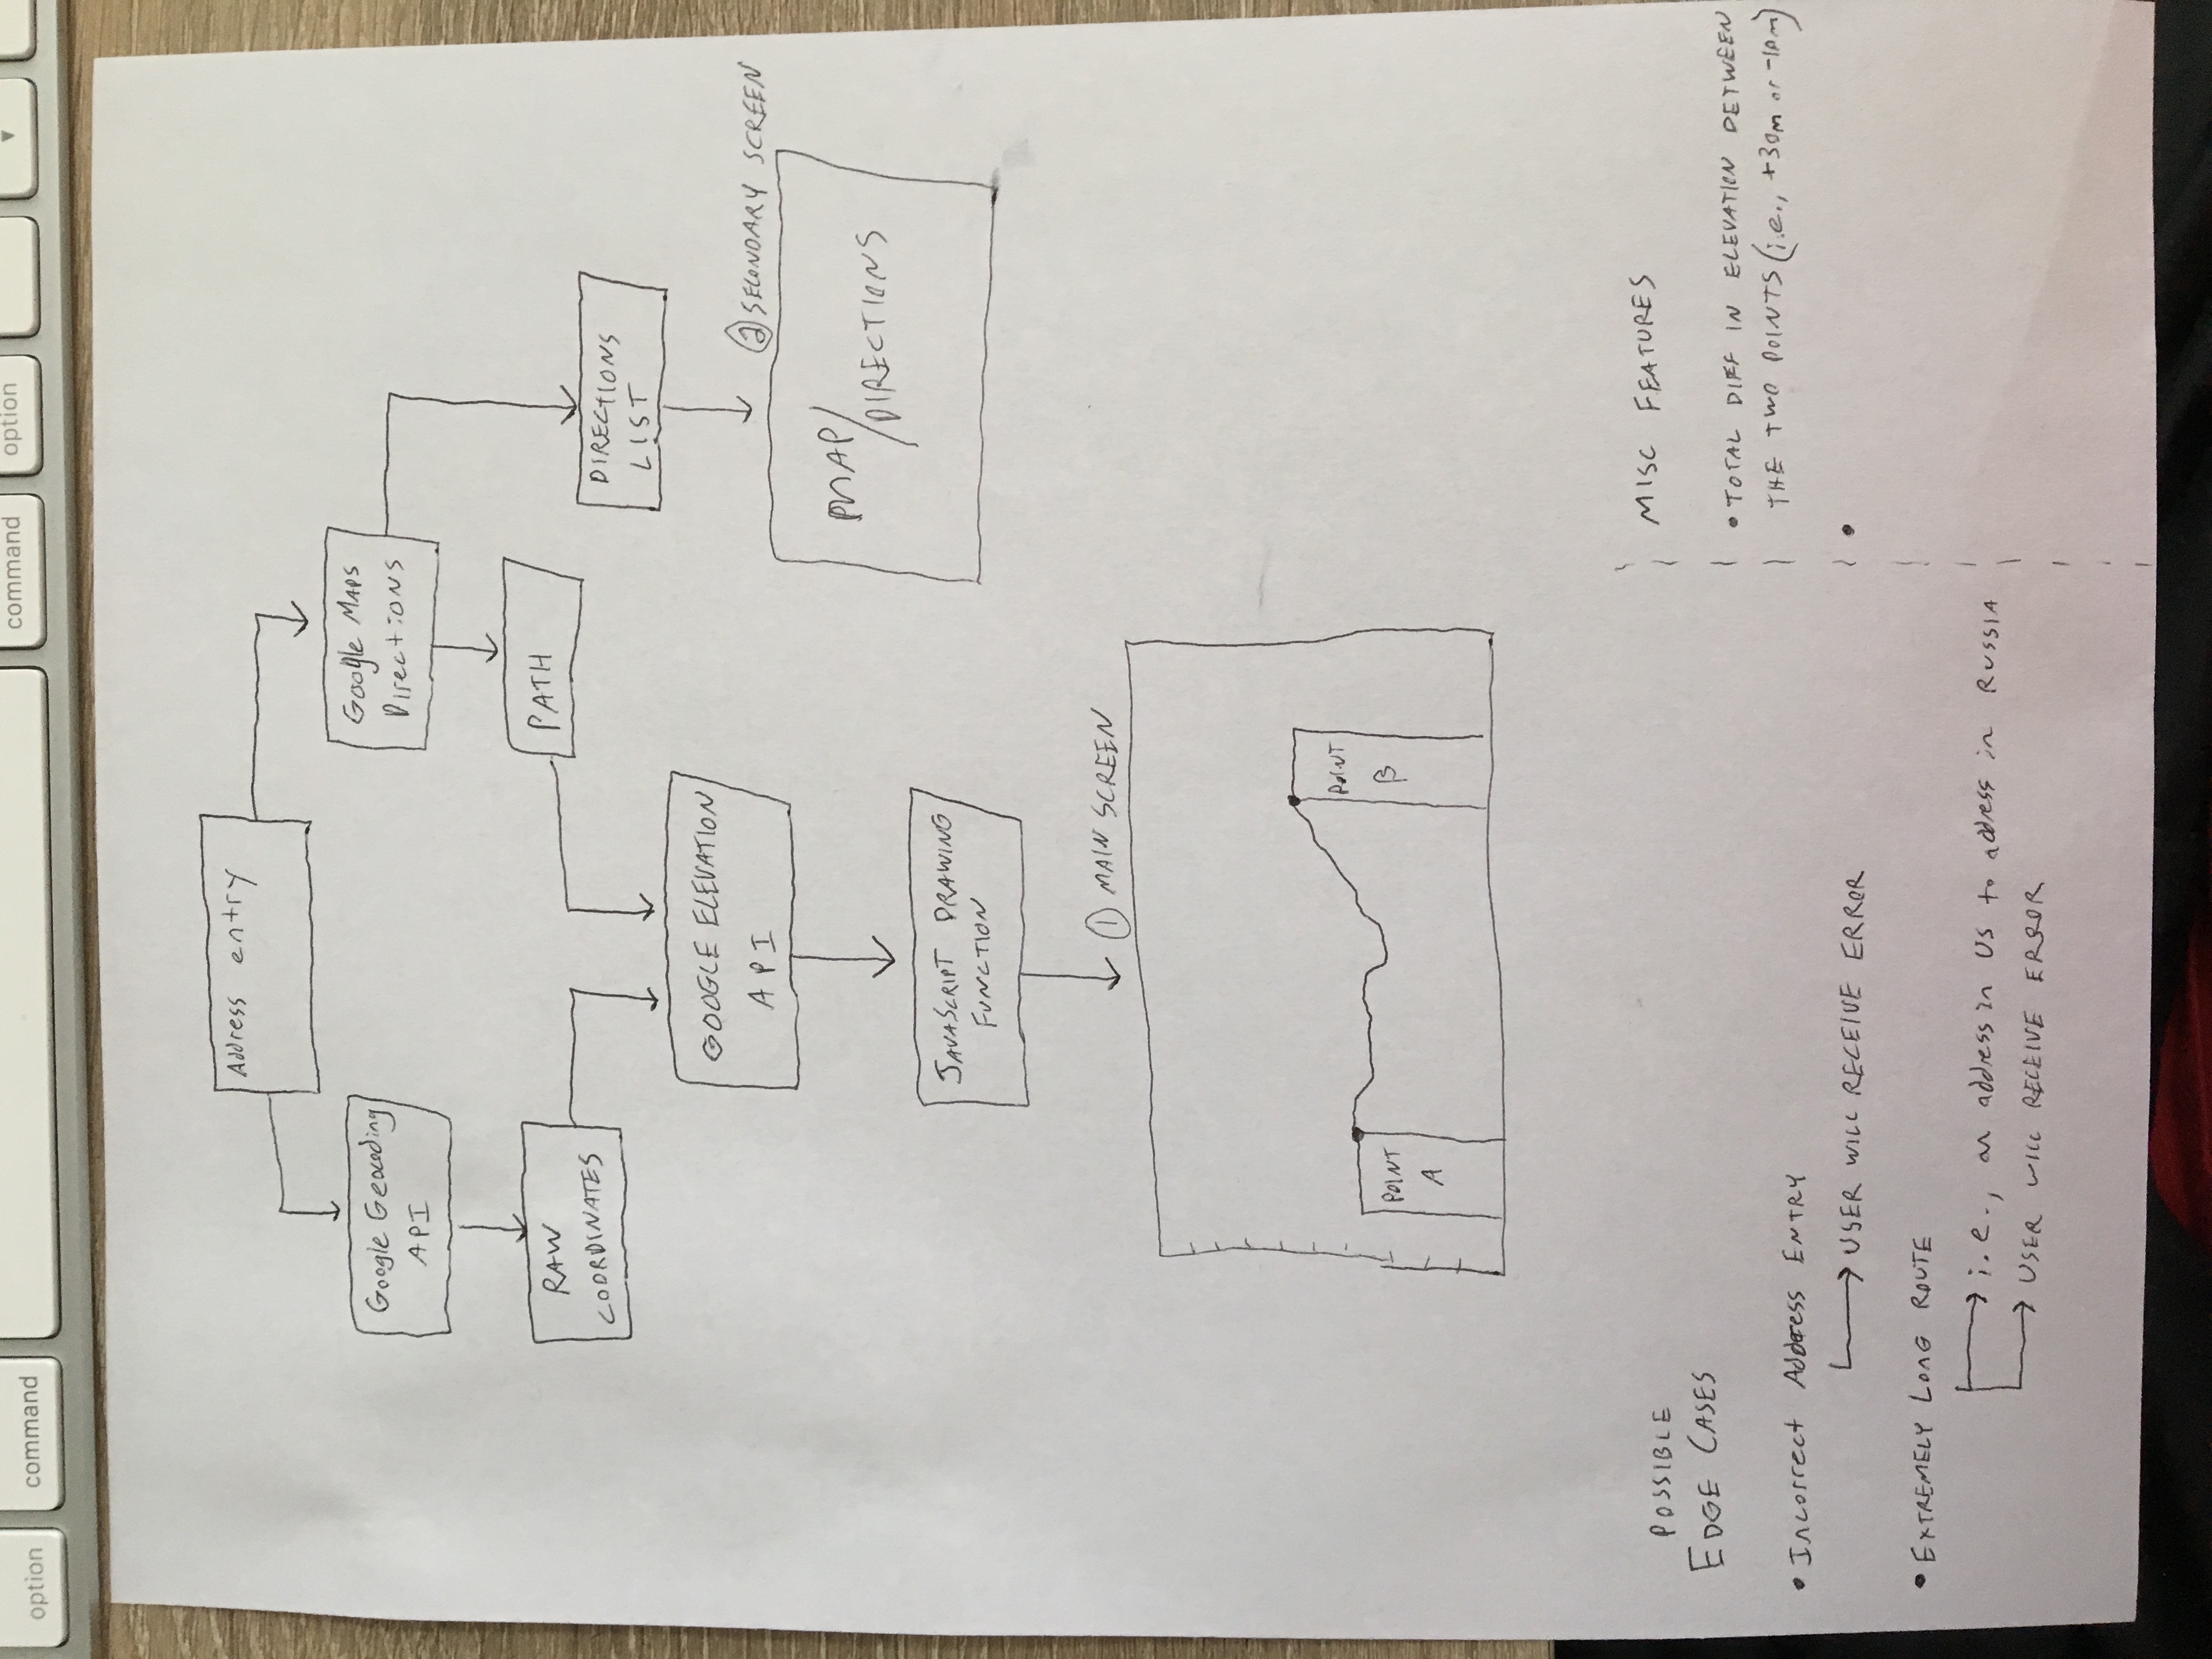 option
command
command
option
▼
Address entry
Google Geocoding
API
Google MAPS
Directions
RAW
COORDINATES
PATH
DIRECTIONS
LIST
GOOGLE ELEVATION
API
② SECONDARY SCREEN
MAP/
DIRECTIONS
JAVASCRIPT DRAWING
FUNCTION
① MAIN SCREEN
POINT
A
POINT
B
POSSIBLE
EDGE CASES
• Incorrect Address ENTRY
USER WILL RECEIVE ERROR
• EXTREMELY LONG ROUTE
i.e., an address in US to address in RUSSIA
USER WILL RECEIVE ERROR
MISC FEATURES
• TOTAL DIFF IN ELEVATION BETWEEN
THE TWO POINTS (i.e., +30m or -10m)
•